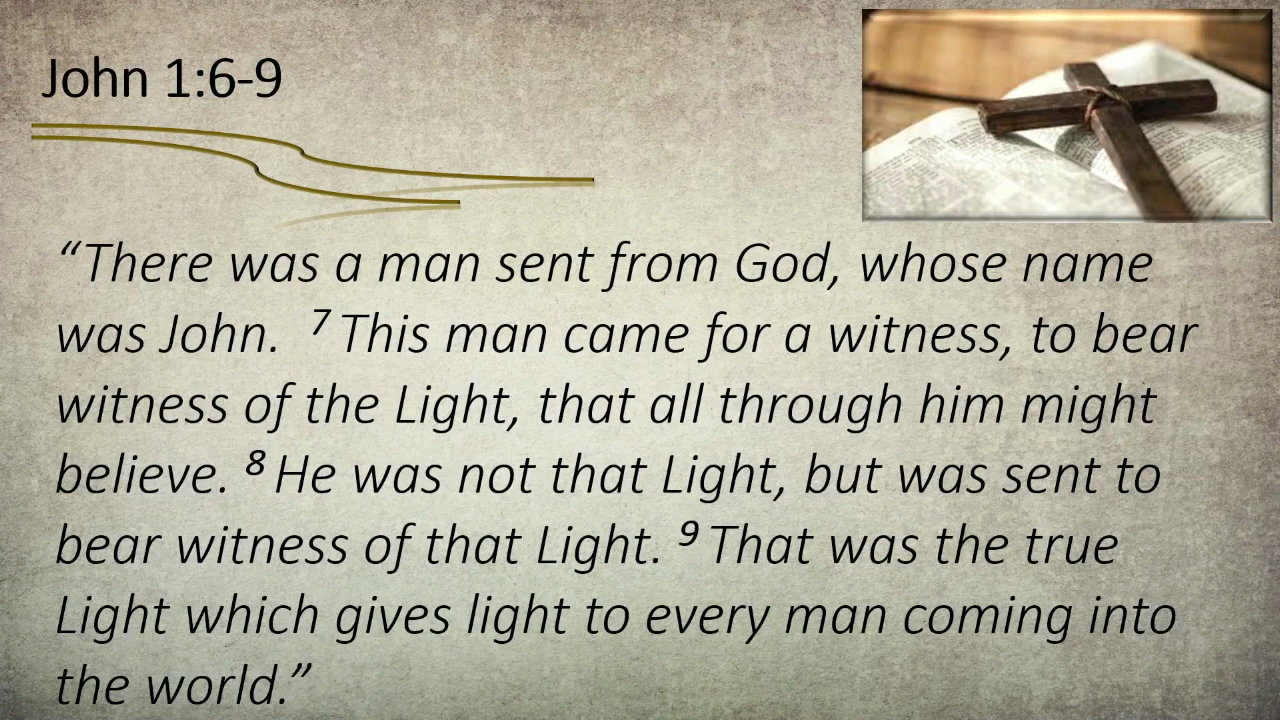 John 1:6-9
“There was a man sent from God, whose name
was John.  ⁷ This man came for a witness, to bear
witness of the Light, that all through him might
believe. ⁸ He was not that Light, but was sent to
bear witness of that Light. ⁹ That was the true
Light which gives light to every man coming into
the world.”